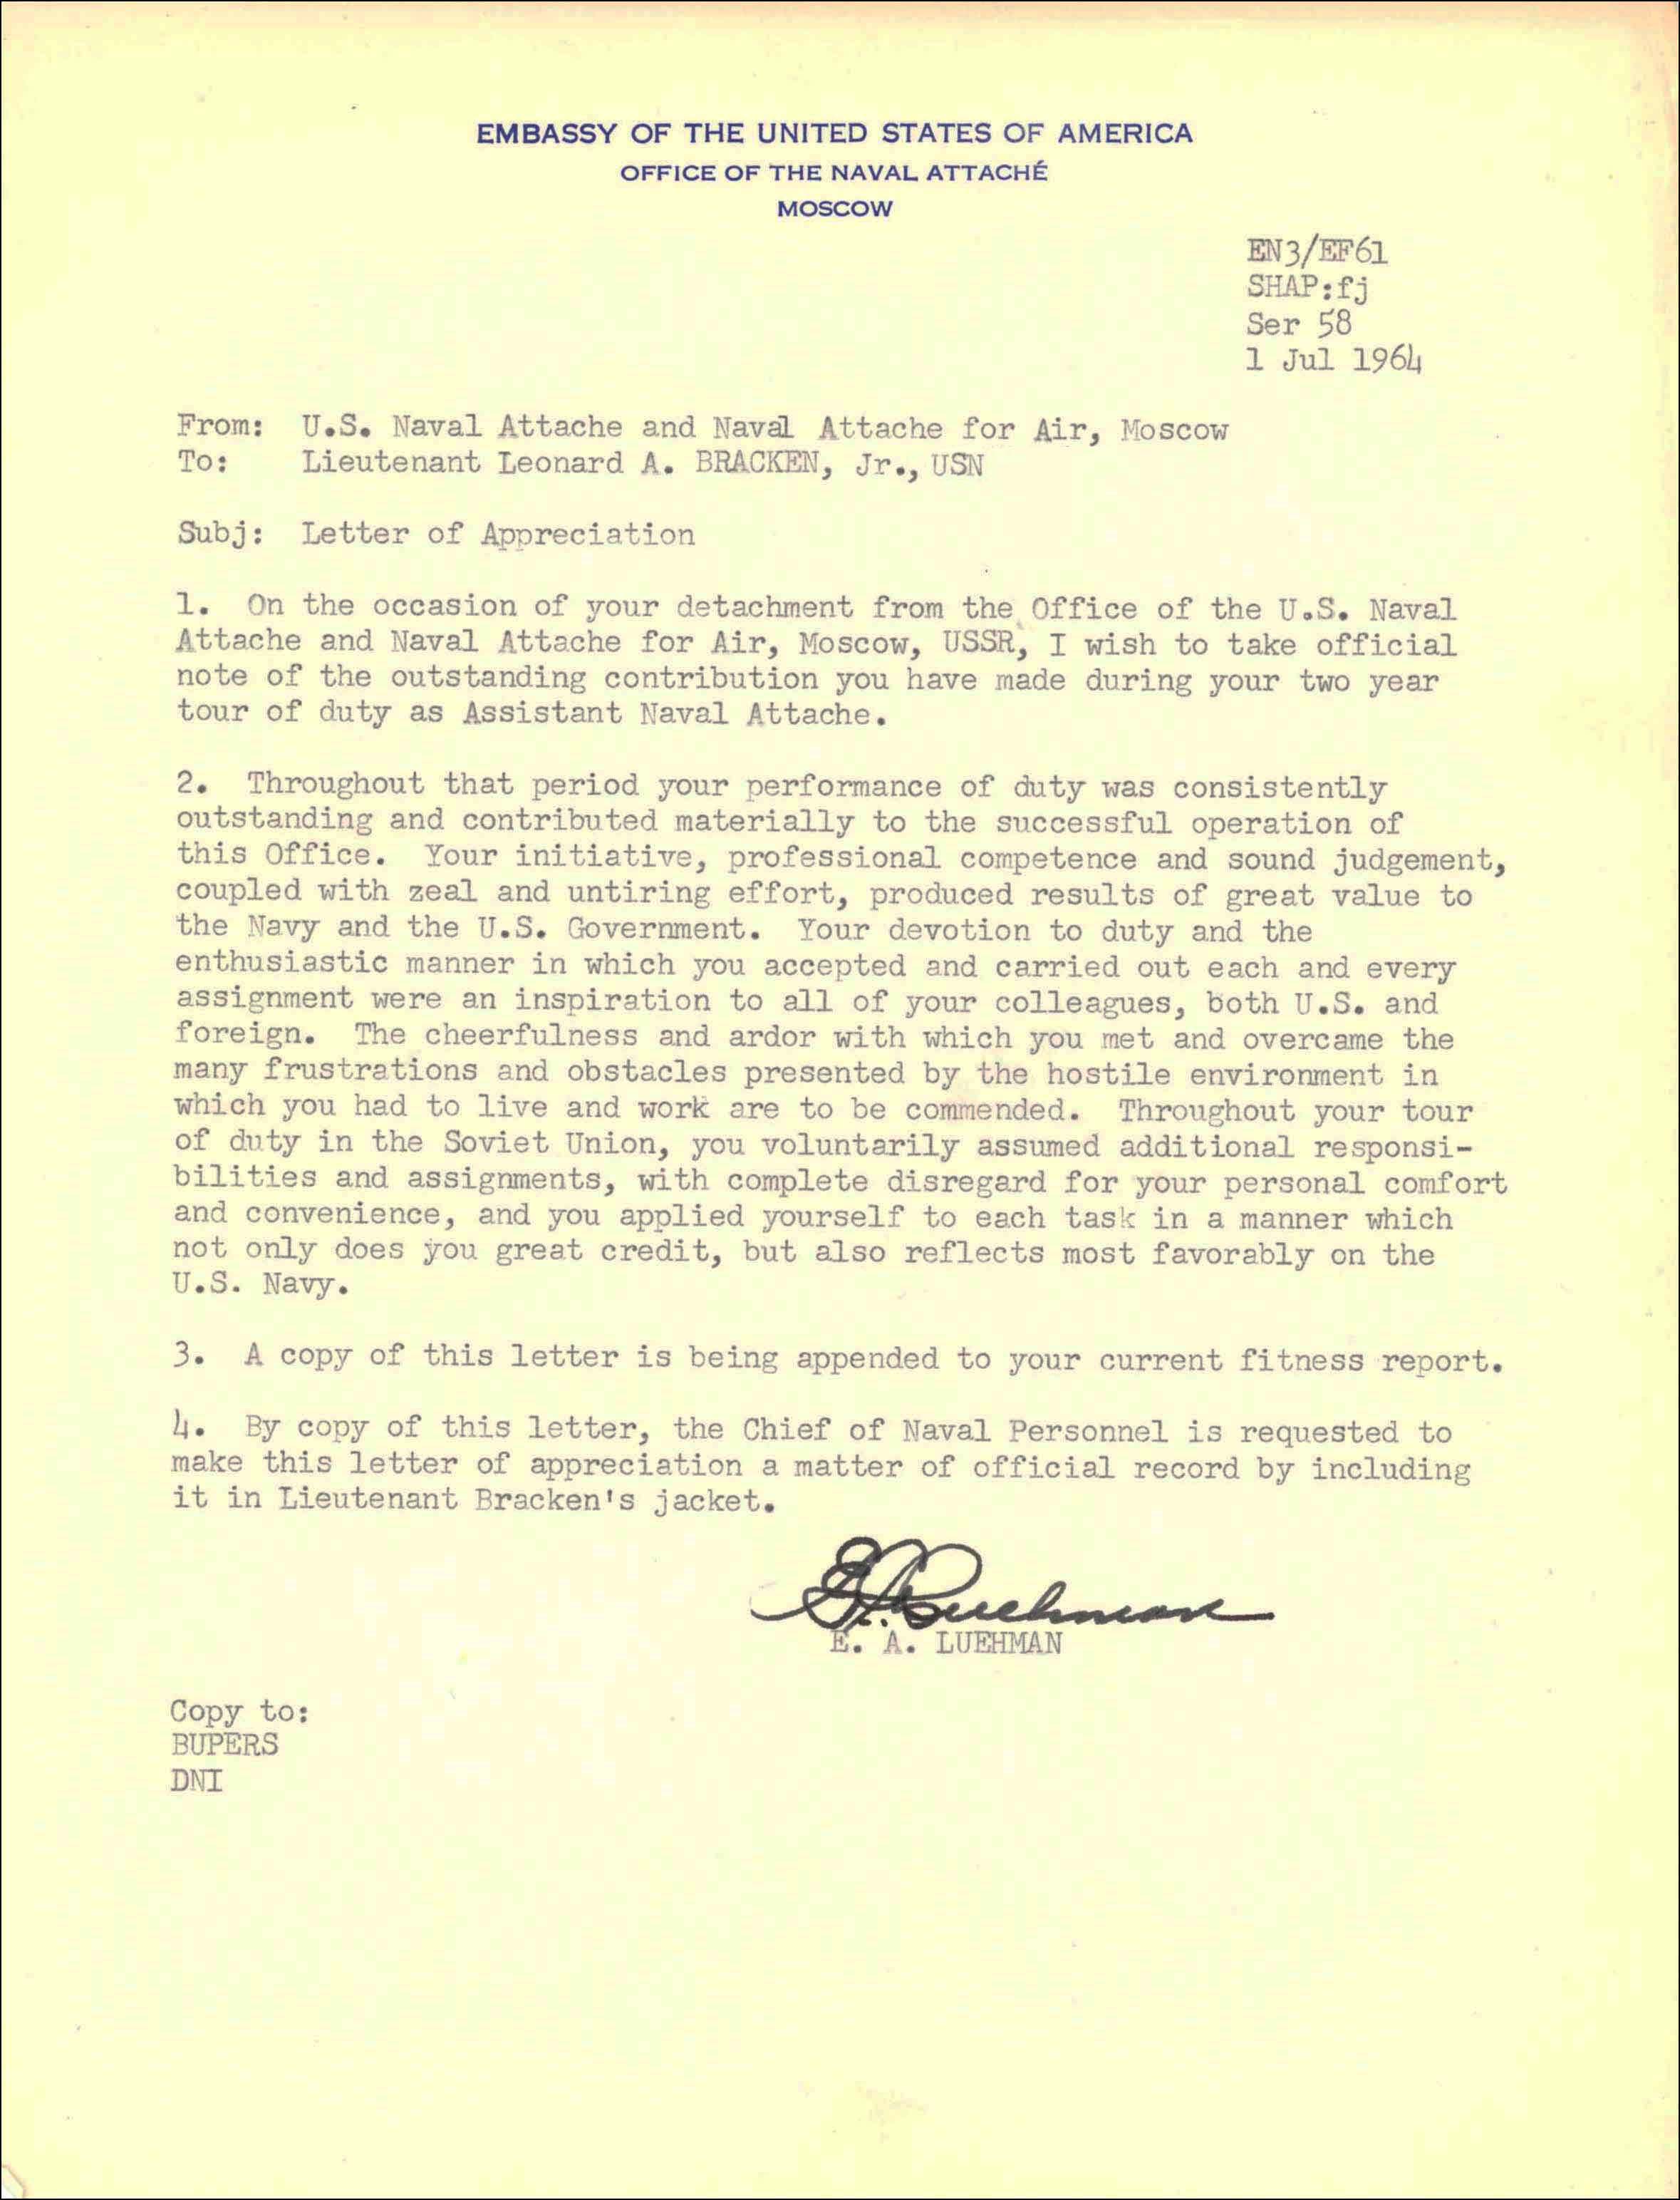 EMBASSY OF THE UNITED STATES OF AMERICA
OFFICE OF THE NAVAL ATTACHÉ
MOSCOW
EN3/EF61
SHAP:fj
Ser 58
1 Jul 1964
From: U.S. Naval Attache and Naval Attache for Air, Moscow
To: Lieutenant Leonard A. BRACKEN, Jr., USN
Subj: Letter of Appreciation
1. On the occasion of your detachment from the Office of the U.S. Naval
Attache and Naval Attache for Air, Moscow, USSR, I wish to take official
note of the outstanding contribution you have made during your two year
tour of duty as Assistant Naval Attache.
2. Throughout that period your performance of duty was consistently
outstanding and contributed materially to the successful operation of
this Office. Your initiative, professional competence and sound judgement,
coupled with zeal and untiring effort, produced results of great value to
the Navy and the U.S. Government. Your devotion to duty and the
enthusiastic manner in which you accepted and carried out each and every
assignment were an inspiration to all of your colleagues, both U.S. and
foreign. The cheerfulness and ardor with which you met and overcame the
many frustrations and obstacles presented by the hostile environment in
which you had to live and work are to be commended. Throughout your tour
of duty in the Soviet Union, you voluntarily assumed additional responsi-
bilities and assignments, with complete disregard for your personal comfort
and convenience, and you applied yourself to each task in a manner which
not only does you great credit, but also reflects most favorably on the
U.S. Navy.
3. A copy of this letter is being appended to your current fitness report.
4. By copy of this letter, the Chief of Naval Personnel is requested to
make this letter of appreciation a matter of official record by including
it in Lieutenant Bracken's jacket.
E. A. Luehman
E. A. LUEHMAN
Copy to:
BUPERS
DNI